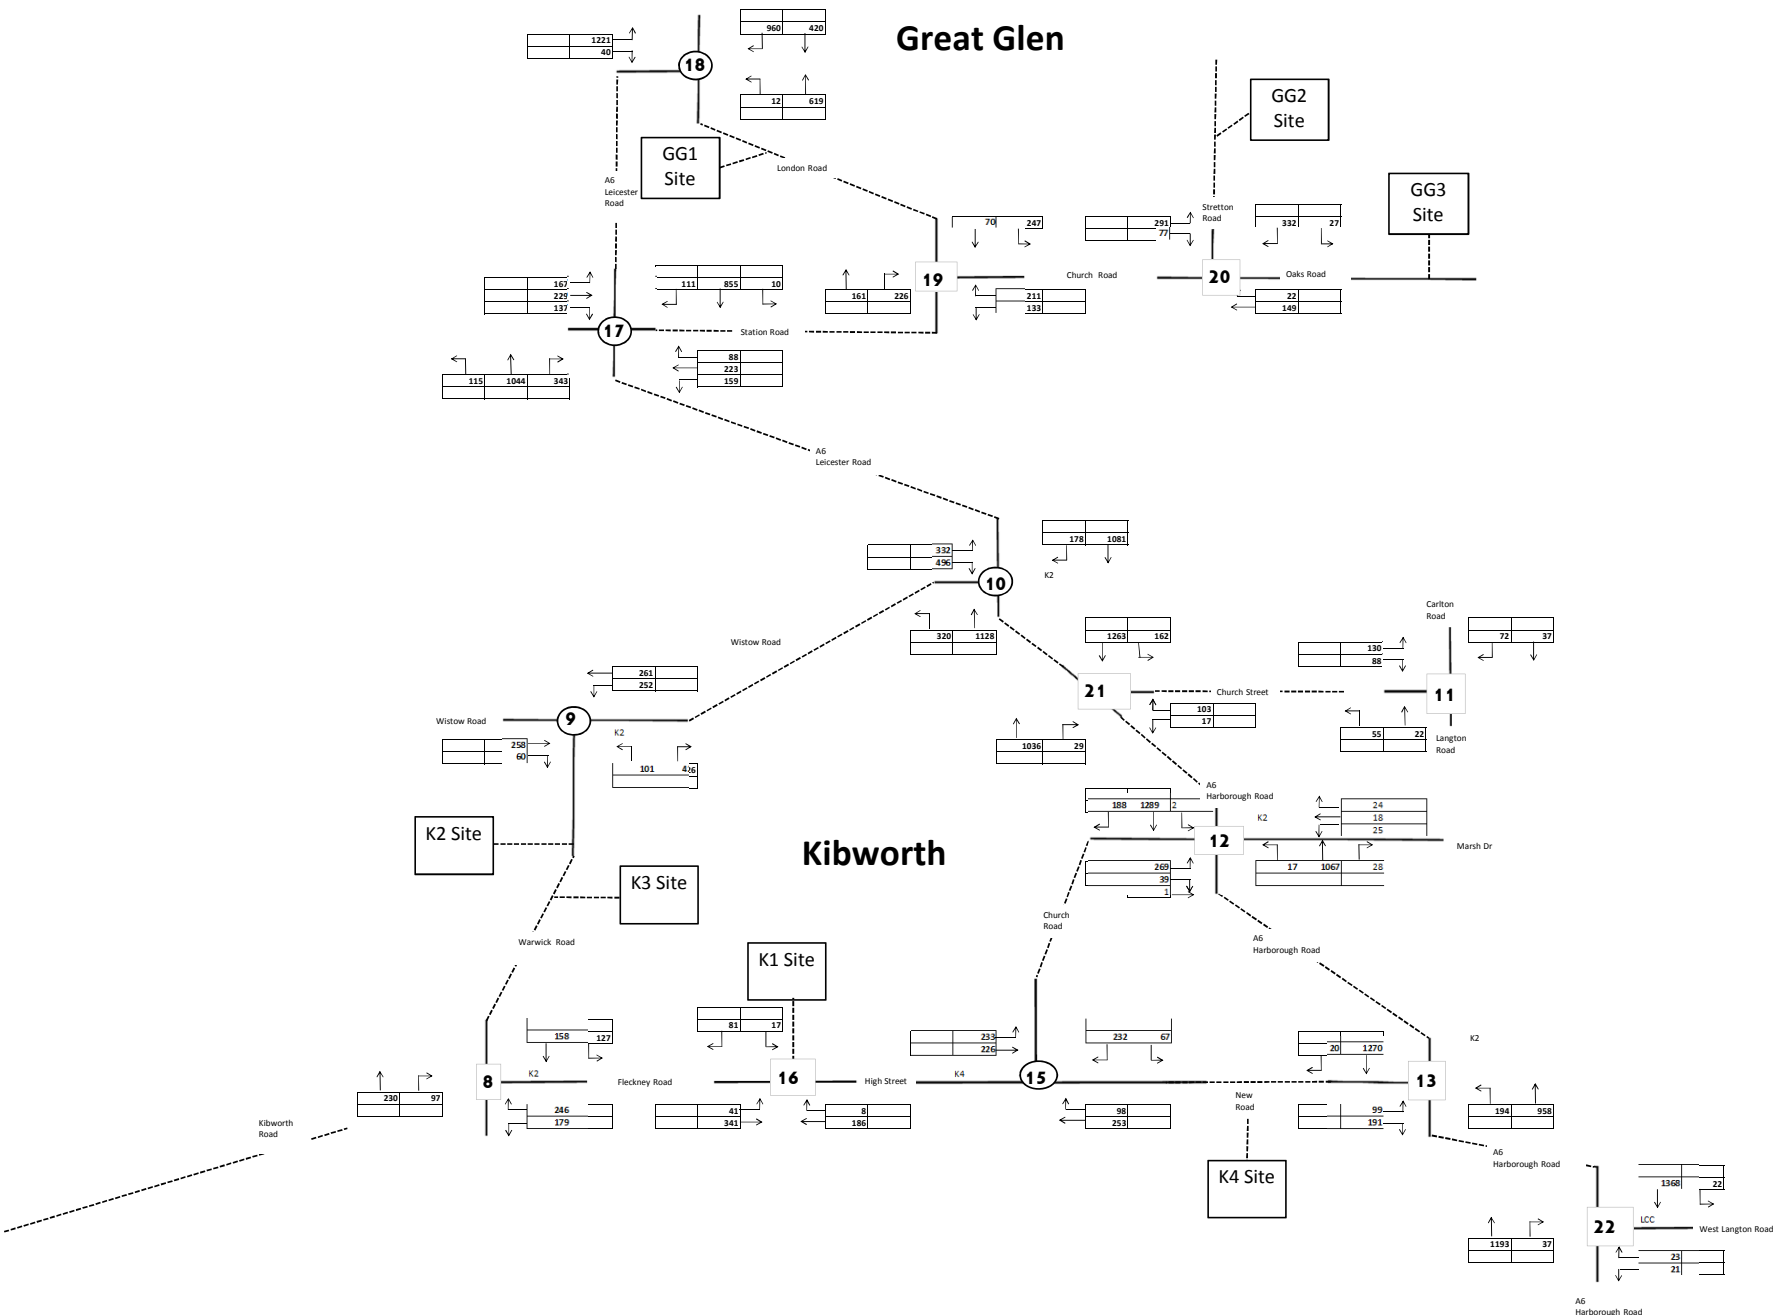 Great Glen
1221
40
960 420
18
12 619
GG1
Site
A6
Leicester
Road
London Road
GG2
Site
GG3
Site
Stretton
Road
70 247
291
77
332 27
161 226
19
Church Road
20
Oaks Road
211
133
22
149
167
229
137
111 855 10
17
Station Road
115 1044 343
88
223
159
A6
Leicester Road
332
496
178 1081
K2
10
320 1128
Wistow Road
1263 162
Carlton
Road
72 37
130
88
261
252
21
Church Street
11
Wistow Road
9
K2
258
60
101
103
17
1036 29
55 22
Langton
Road
A6
Harborough Road
188 1289 2
K2
24
18
25
K2 Site
Kibworth
12
Marsh Dr
269
39
1
17 1067 28
K3 Site
Church
Road
Warwick Road
A6
Harborough Road
K1 Site
158 127
81 17
233
226
232 67
20 1270
K2
8
K2
Fleckney Road
16
High Street
K4
15
13
230 97
246
179
41
341
8
186
98
253
New
Road
99
191
194 958
Kibworth
Road
K4 Site
A6
Harborough Road
1368 22
22
LCC
West Langton Road
1193 37
23
21
A6
Harborough Road